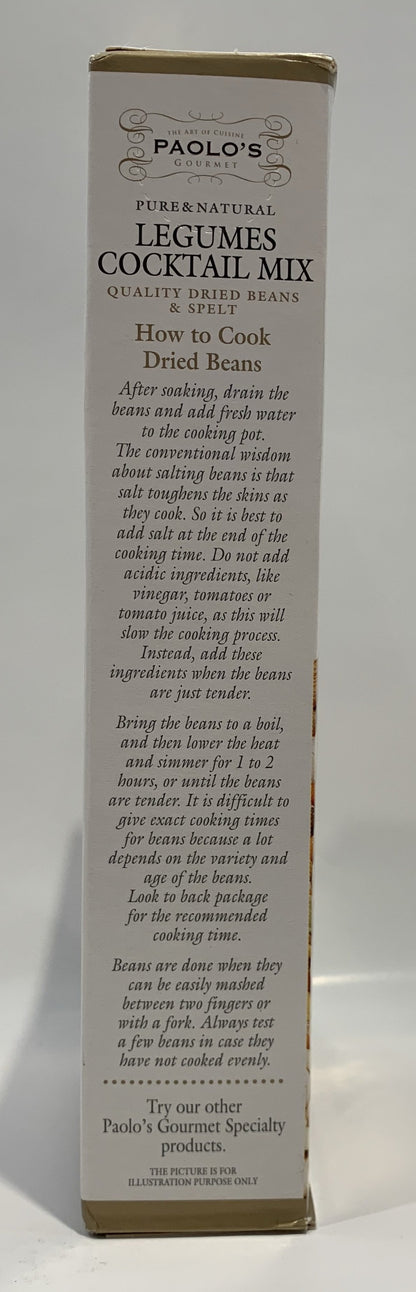 THE ART OF CUISINE
PAOLO'S
GOURMET
PURE & NATURAL
LEGUMES
COCKTAIL MIX
QUALITY DRIED BEANS
& SPELT
How to Cook
Dried Beans
After soaking, drain the
beans and add fresh water
to the cooking pot.
The conventional wisdom
about salting beans is that
salt toughens the skins as
they cook. So it is best to
add salt at the end of the
cooking time. Do not add
acidic ingredients, like
vinegar, tomatoes or
tomato juice, as this will
slow the cooking process.
Instead, add these
ingredients when the beans
are just tender.
Bring the beans to a boil,
and then lower the heat
and simmer for 1 to 2
hours, or until the beans
are tender. It is difficult to
give exact cooking times
for beans because a lot
depends on the variety and
age of the beans.
Look to back package
for the recommended
cooking time.
Beans are done when they
can be easily mashed
between two fingers or
with a fork. Always test
a few beans in case they
have not cooked evenly.
Try our other
Paolo's Gourmet Specialty
products.
THE PICTURE IS FOR
ILLUSTRATION PURPOSE ONLY